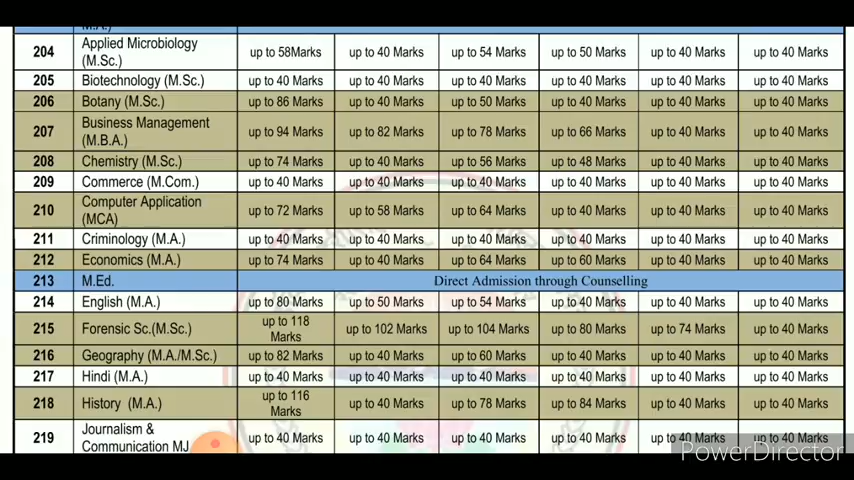 M.A.)
204 Applied Microbiology (M.Sc.) up to 58Marks up to 40 Marks up to 54 Marks up to 50 Marks up to 40 Marks up to 40 Marks
205 Biotechnology (M.Sc.) up to 40 Marks up to 40 Marks up to 40 Marks up to 40 Marks up to 40 Marks up to 40 Marks
206 Botany (M.Sc.) up to 86 Marks up to 40 Marks up to 50 Marks up to 40 Marks up to 40 Marks up to 40 Marks
207 Business Management (M.B.A.) up to 94 Marks up to 82 Marks up to 78 Marks up to 66 Marks up to 40 Marks up to 40 Marks
208 Chemistry (M.Sc.) up to 74 Marks up to 40 Marks up to 56 Marks up to 48 Marks up to 40 Marks up to 40 Marks
209 Commerce (M.Com.) up to 40 Marks up to 40 Marks up to 40 Marks up to 40 Marks up to 40 Marks up to 40 Marks
210 Computer Application (MCA) up to 72 Marks up to 58 Marks up to 64 Marks up to 40 Marks up to 40 Marks up to 40 Marks
211 Criminology (M.A.) up to 40 Marks up to 40 Marks up to 40 Marks up to 40 Marks up to 40 Marks up to 40 Marks
212 Economics (M.A.) up to 74 Marks up to 40 Marks up to 64 Marks up to 60 Marks up to 40 Marks up to 40 Marks
213 M.Ed. Direct Admission through Counselling
214 English (M.A.) up to 80 Marks up to 50 Marks up to 54 Marks up to 40 Marks up to 40 Marks up to 40 Marks
215 Forensic Sc.(M.Sc.) up to 118 Marks up to 102 Marks up to 104 Marks up to 80 Marks up to 74 Marks up to 40 Marks
216 Geography (M.A./M.Sc.) up to 82 Marks up to 40 Marks up to 60 Marks up to 40 Marks up to 40 Marks up to 40 Marks
217 Hindi (M.A.) up to 40 Marks up to 40 Marks up to 40 Marks up to 40 Marks up to 40 Marks up to 40 Marks
218 History (M.A.) up to 116 Marks up to 40 Marks up to 78 Marks up to 84 Marks up to 40 Marks up to 40 Marks
219 Journalism & Communication MJ up to 40 Marks up to 40 Marks up to 40 Marks up to 40 Marks up to 40 Marks up to 40 Marks
PowerDirector